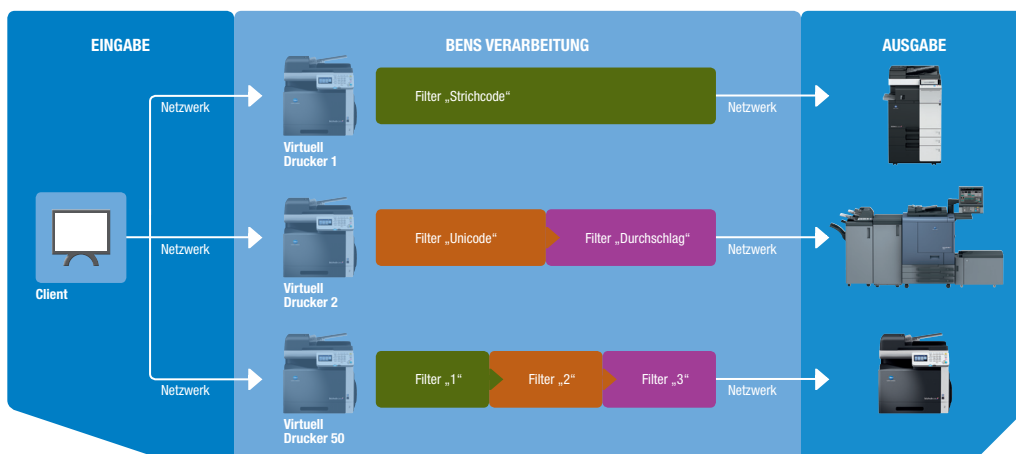 EINGABE
BENS VERARBEITUNG
AUSGABE
Netzwerk
Filter „Strichcode“
Netzwerk
Virtuell
Drucker 1
Netzwerk
Filter „Unicode“
Filter „Durchschlag“
Netzwerk
Client
Virtuell
Drucker 2
Netzwerk
Filter „1“
Filter „2“
Filter „3“
Netzwerk
Virtuell
Drucker 50